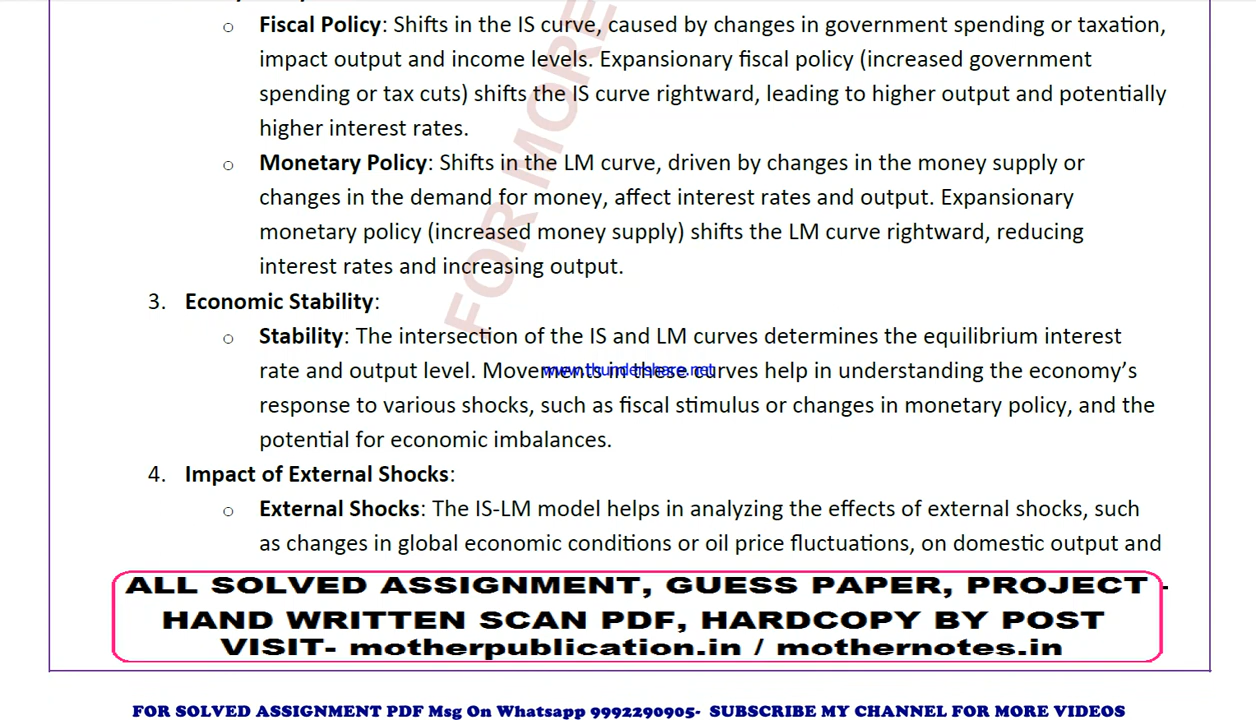 ○ Fiscal Policy: Shifts in the IS curve, caused by changes in government spending or taxation,
impact output and income levels. Expansionary fiscal policy (increased government
spending or tax cuts) shifts the IS curve rightward, leading to higher output and potentially
higher interest rates.
○ Monetary Policy: Shifts in the LM curve, driven by changes in the money supply or
changes in the demand for money, affect interest rates and output. Expansionary
monetary policy (increased money supply) shifts the LM curve rightward, reducing
interest rates and increasing output.
3. Economic Stability:
○ Stability: The intersection of the IS and LM curves determines the equilibrium interest
rate and output level. Movements in these curves help in understanding the economy’s
www.thundershare.net
response to various shocks, such as fiscal stimulus or changes in monetary policy, and the
potential for economic imbalances.
4. Impact of External Shocks:
○ External Shocks: The IS-LM model helps in analyzing the effects of external shocks, such
as changes in global economic conditions or oil price fluctuations, on domestic output and
FOR MORE
ALL SOLVED ASSIGNMENT, GUESS PAPER, PROJECT -
HAND WRITTEN SCAN PDF, HARDCOPY BY POST
VISIT- motherpublication.in / mothernotes.in
FOR SOLVED ASSIGNMENT PDF Msg On Whatsapp 9992290905- SUBSCRIBE MY CHANNEL FOR MORE VIDEOS